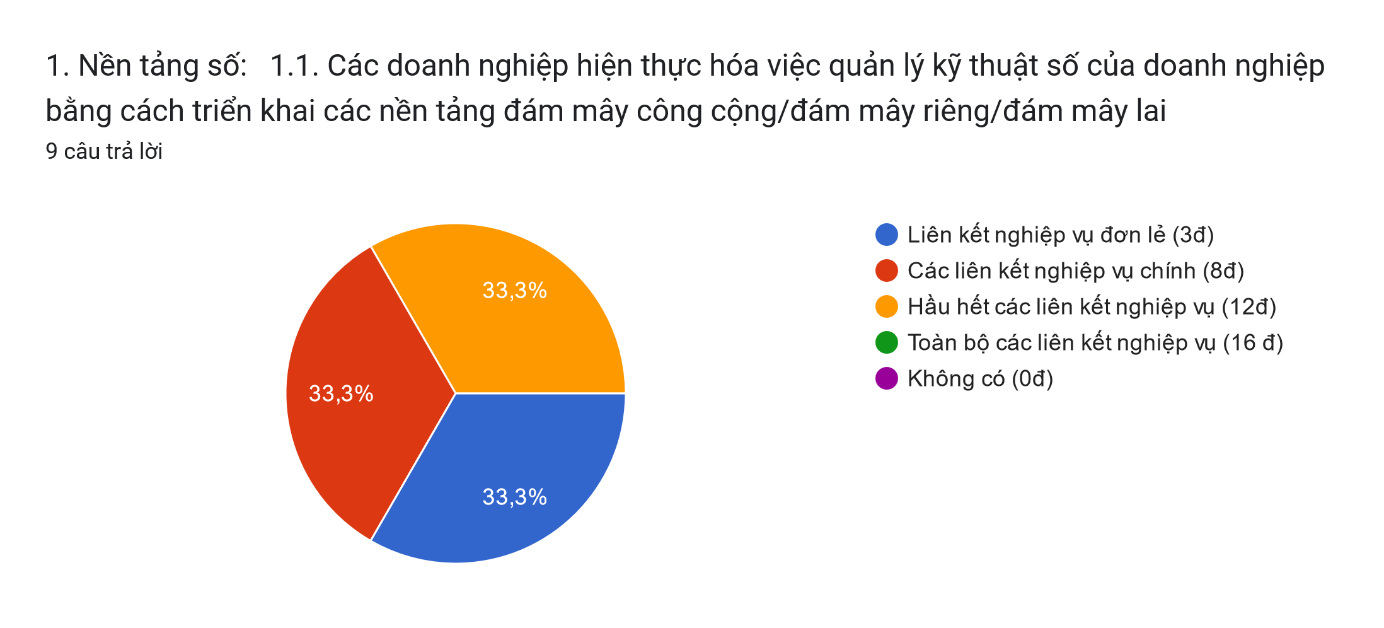 1. Nền tảng số: 1.1. Các doanh nghiệp hiện thực hóa việc quản lý kỹ thuật số của doanh nghiệp
bằng cách triển khai các nền tảng đám mây công cộng/đám mây riêng/đám mây lai
9 câu trả lời
Liên kết nghiệp vụ đơn lẻ (3đ)
Các liên kết nghiệp vụ chính (8đ)
Hầu hết các liên kết nghiệp vụ (12đ)
Toàn bộ các liên kết nghiệp vụ (16 đ)
Không có (0đ)
33,3%
33,3%
33,3%